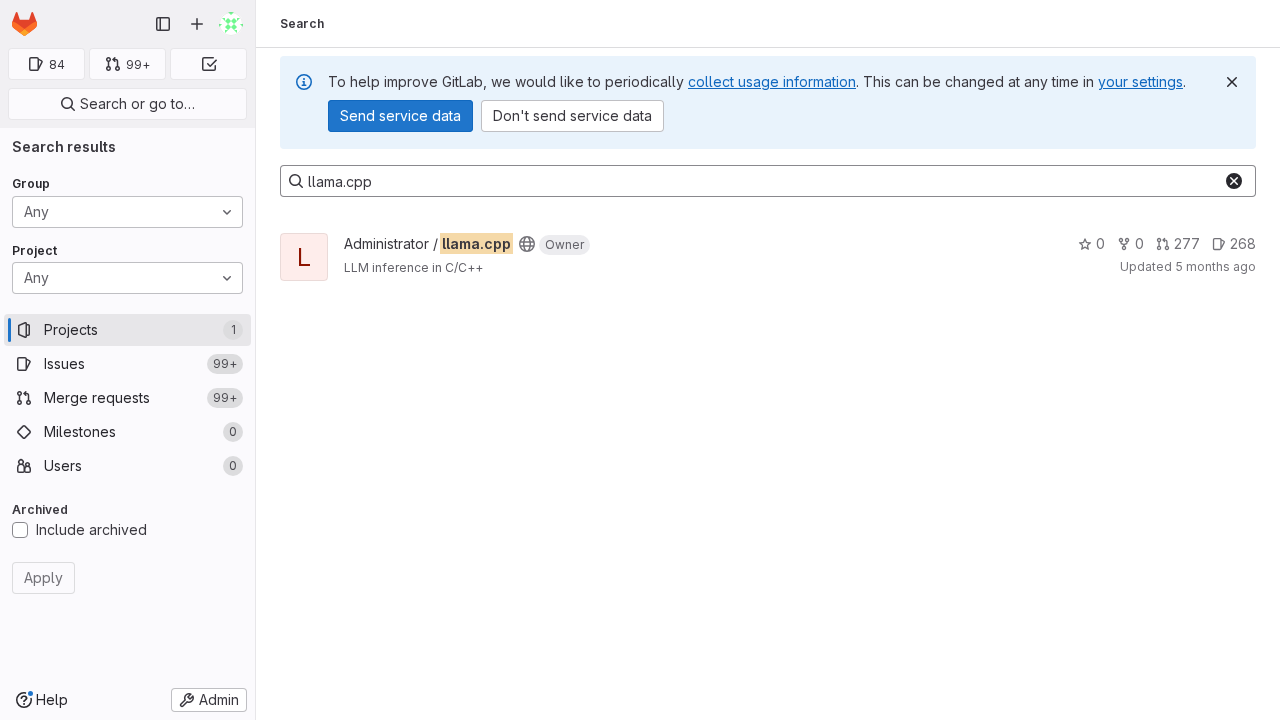 84
99+
Search or go to…
Search results
Group
Any
Project
Any
Projects
1
Issues
99+
Merge requests
99+
Milestones
0
Users
0
Archived
Include archived
Apply
Help
Admin
Search
To help improve GitLab, we would like to periodically collect usage information. This can be changed at any time in your settings.
Send service data
Don't send service data
llama.cpp
L
Administrator / llama.cpp
Owner
0
0
277
268
LLM inference in C/C++
Updated 5 months ago